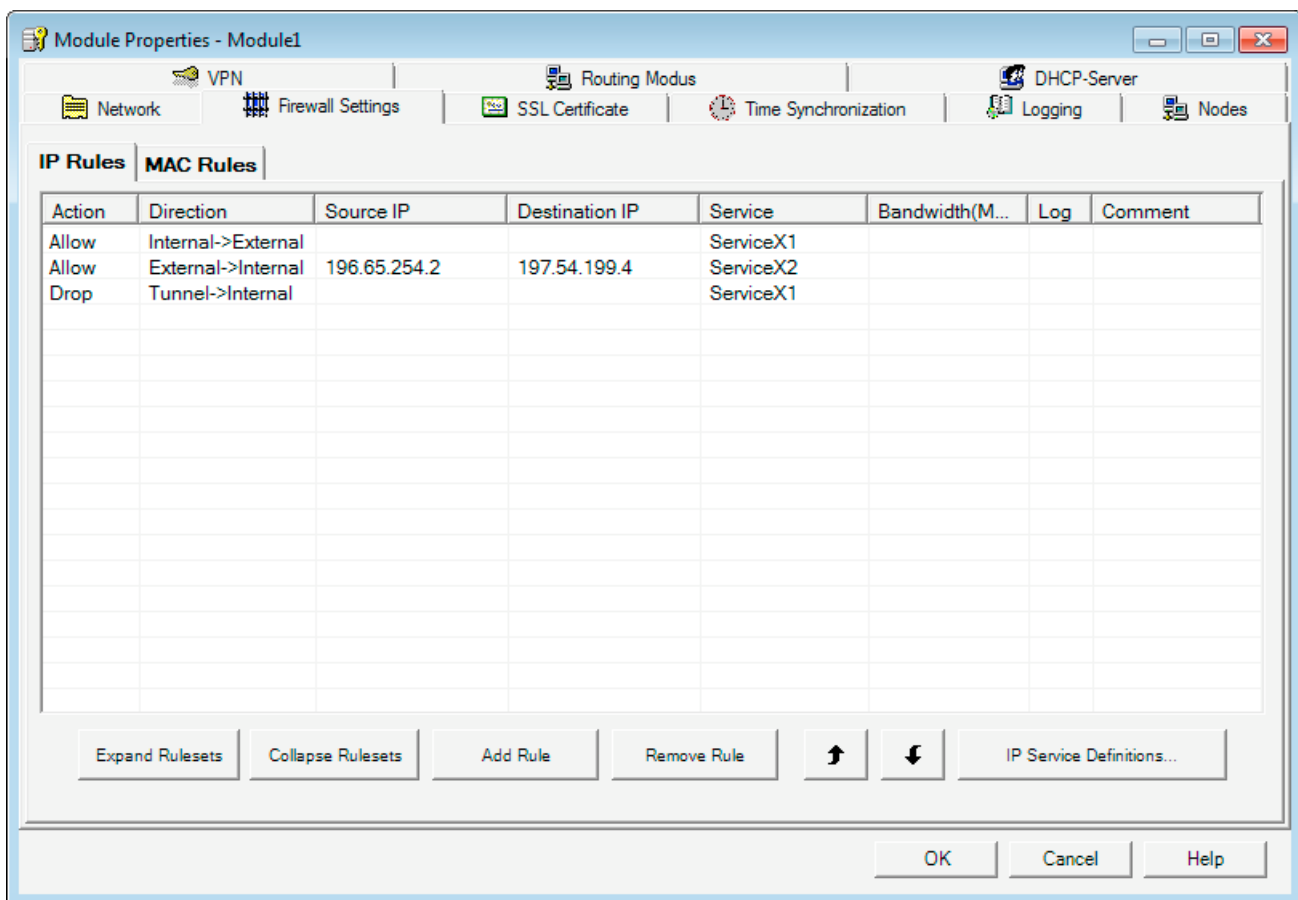 Module Properties - Module1
VPN Routing Modus DHCP-Server
Network Firewall Settings SSL Certificate Time Synchronization Logging Nodes
IP Rules MAC Rules
Action Direction Source IP Destination IP Service Bandwidth(M... Log Comment
Allow Internal->External ServiceX1
Allow External->Internal 196.65.254.2 197.54.199.4 ServiceX2
Drop Tunnel->Internal ServiceX1
Expand Rulesets Collapse Rulesets Add Rule Remove Rule IP Service Definitions...
OK Cancel Help